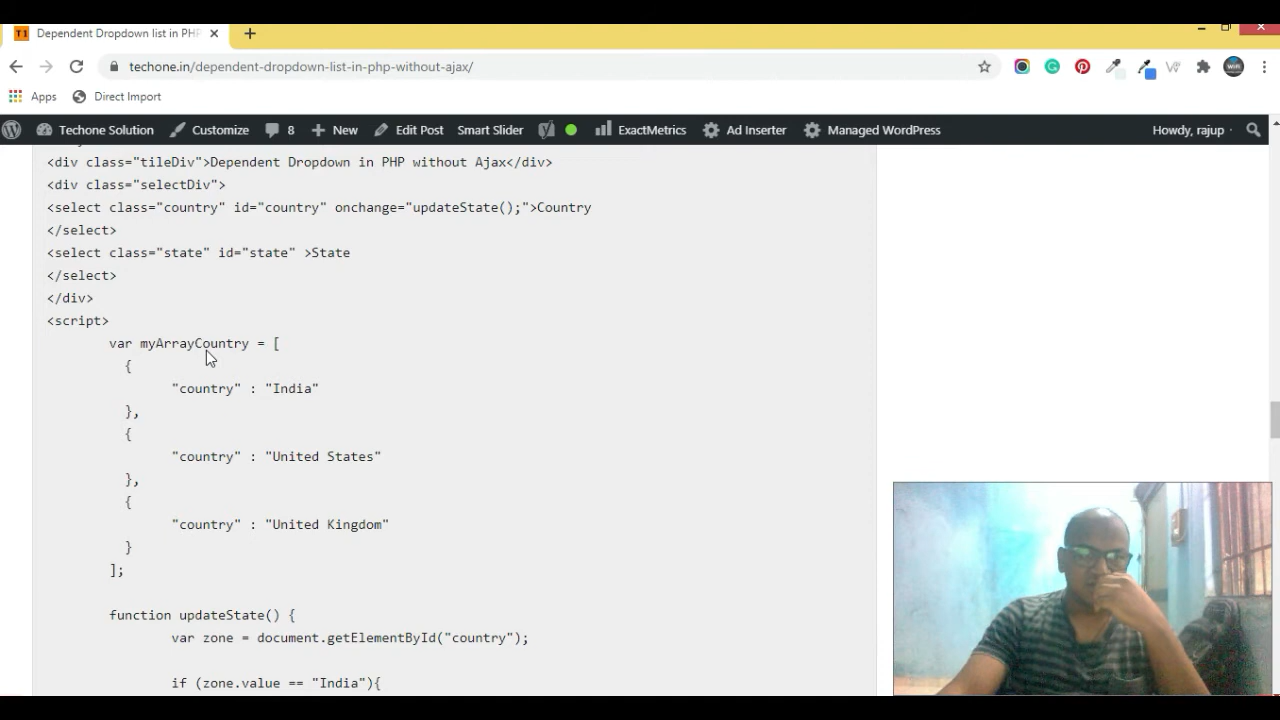 T1 Dependent Dropdown list in PHP
techone.in/dependent-dropdown-list-in-php-without-ajax/
Apps Direct Import
Techone Solution Customize 8 New Edit Post Smart Slider ExactMetrics Ad Inserter Managed WordPress Howdy, rajup
<div class="tileDiv">Dependent Dropdown in PHP without Ajax</div>
<div class="selectDiv">
<select class="country" id="country" onchange="updateState();">Country
</select>
<select class="state" id="state" >State
</select>
</div>
<script>
var myArrayCountry = [
{
"country" : "India"
},
{
"country" : "United States"
},
{
"country" : "United Kingdom"
}
];
function updateState() {
var zone = document.getElementById("country");
if (zone.value == "India"){